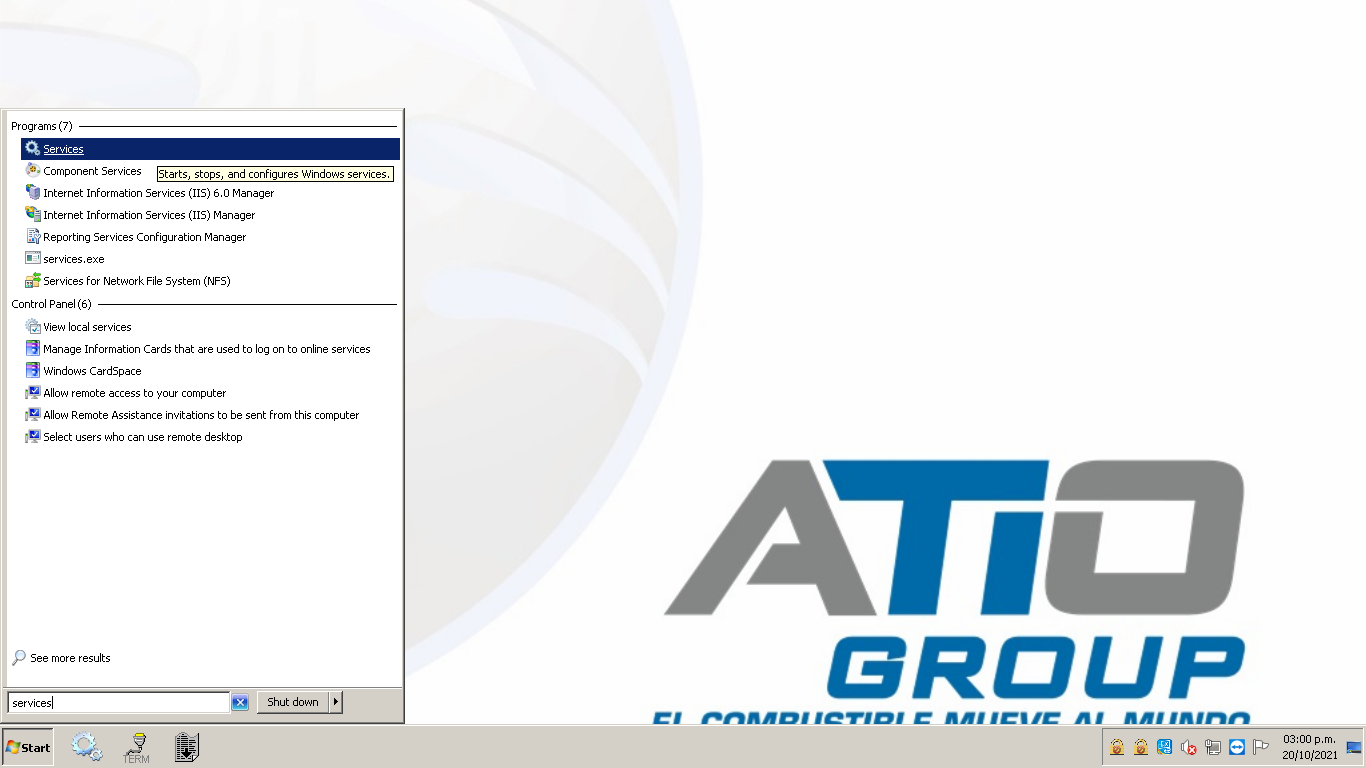 Programs (7)
Services
Component Services
Starts, stops, and configures Windows services.
Internet Information Services (IIS) 6.0 Manager
Internet Information Services (IIS) Manager
Reporting Services Configuration Manager
services.exe
Services for Network File System (NFS)
Control Panel (6)
View local services
Manage Information Cards that are used to log on to online services
Windows CardSpace
Allow remote access to your computer
Allow Remote Assistance invitations to be sent from this computer
Select users who can use remote desktop
See more results
services
Shut down
ATIO
GROUP
EL COMBUSTIBLE MUEVE AL MUNDO
Start
TERM
03:00 p.m.
20/10/2021